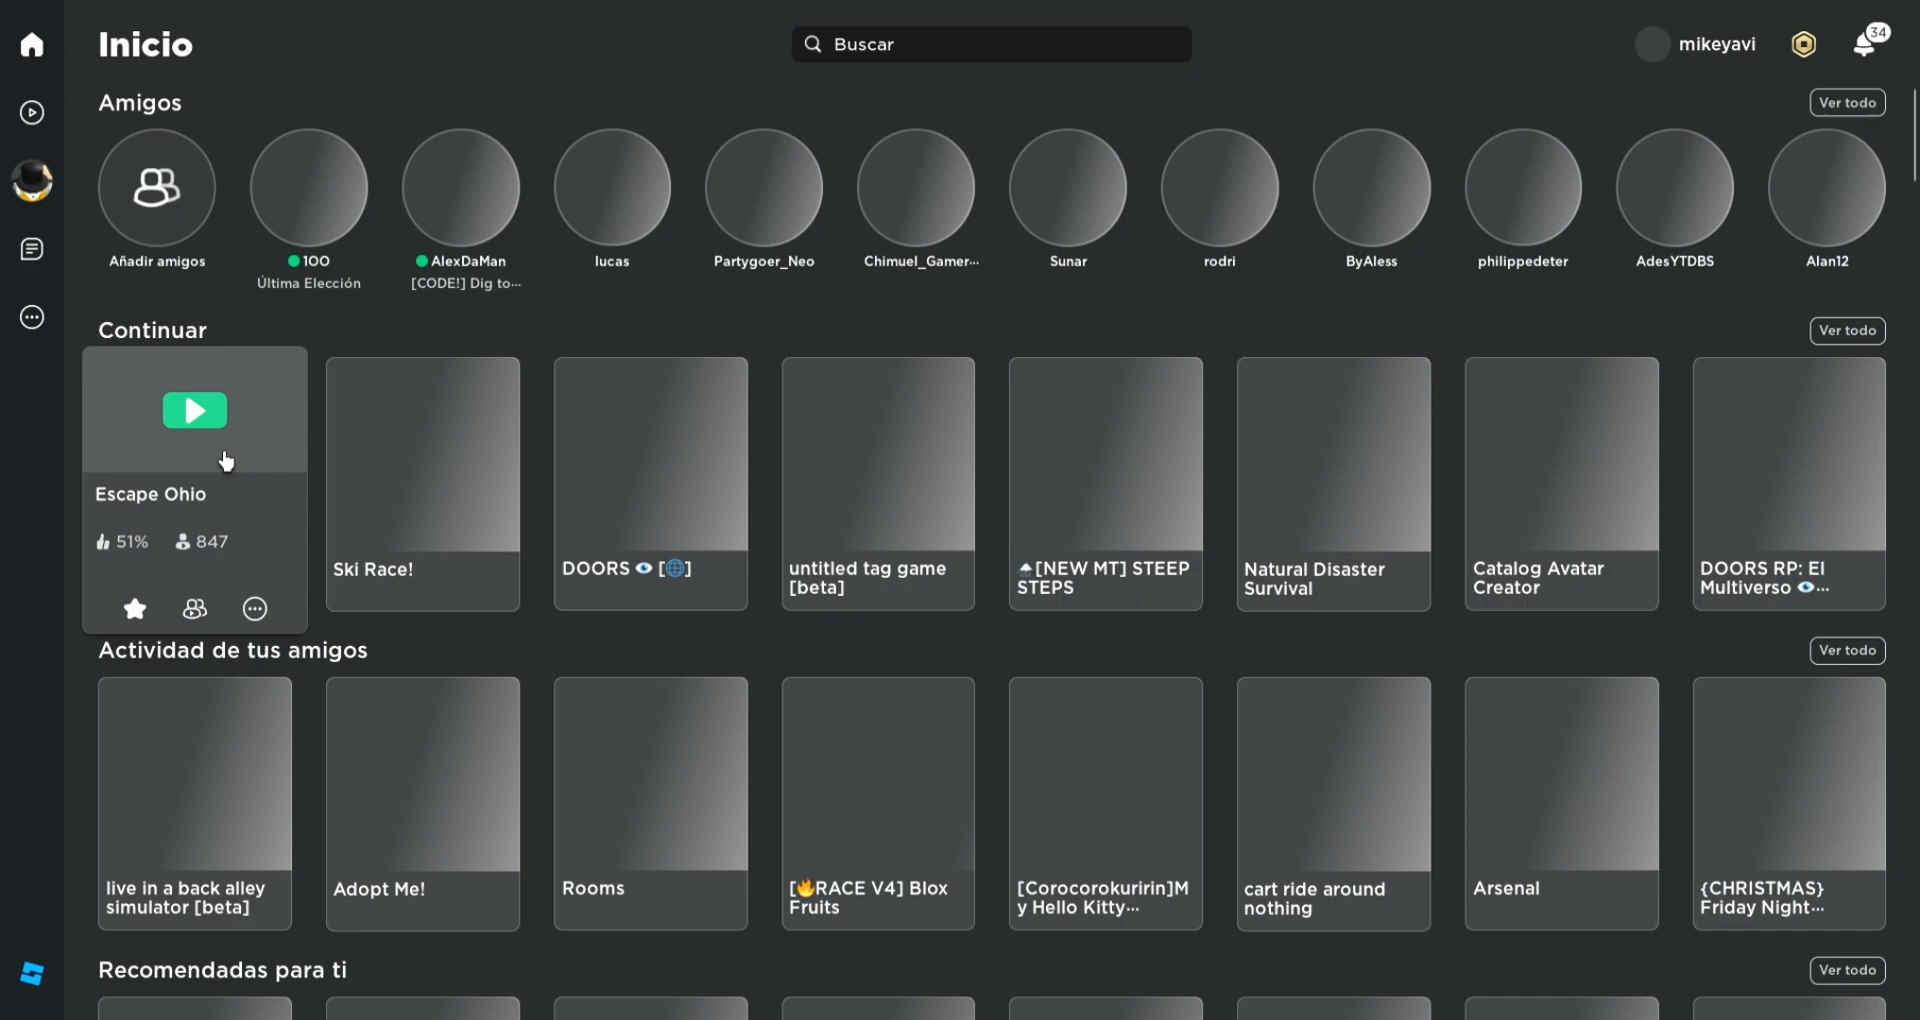 Inicio
Buscar
mikeyavi
34
Amigos
Ver todo
Añadir amigos
100
Última Elección
AlexDaMan
[CODE!] Dig to...
lucas
Partygoer_Neo
Chimuel_Gamer...
Sunar
rodri
ByAless
philippedeter
AdesYTDBS
Alan12
Continuar
Ver todo
Escape Ohio
51%
847
Ski Race!
DOORS 👁️ [🌐]
untitled tag game
[beta]
🏔️[NEW MT] STEEP
STEPS
Natural Disaster
Survival
Catalog Avatar
Creator
DOORS RP: El
Multiverso 👁️...
Actividad de tus amigos
Ver todo
live in a back alley
simulator [beta]
Adopt Me!
Rooms
[🔥RACE V4] Blox
Fruits
[Corocorokuririn]M
y Hello Kitty...
cart ride around
nothing
Arsenal
{CHRISTMAS}
Friday Night...
Recomendadas para ti
Ver todo